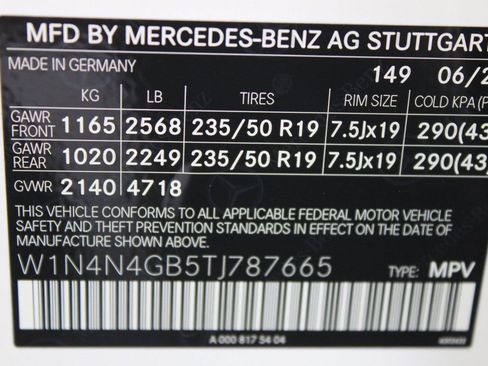 MFD BY MERCEDES-BENZ AG STUTTGART
MADE IN GERMANY 149 06/2
KG LB TIRES RIM SIZE COLD KPA (P
GAWR FRONT 1165 2568 235/50 R19 7.5Jx19 290(43
GAWR REAR 1020 2249 235/50 R19 7.5Jx19 290(43)
GVWR 2140 4718
THIS VEHICLE CONFORMS TO ALL APPLICABLE FEDERAL MOTOR VEHICLE
SAFETY AND THEFT PREVENTION STANDARDS IN EFFECT ON THE
DATE OF MANUFACTURE SHOWN ABOVE.
W1N4N4GB5TJ787665 TYPE: MPV
A 000 817 54 04